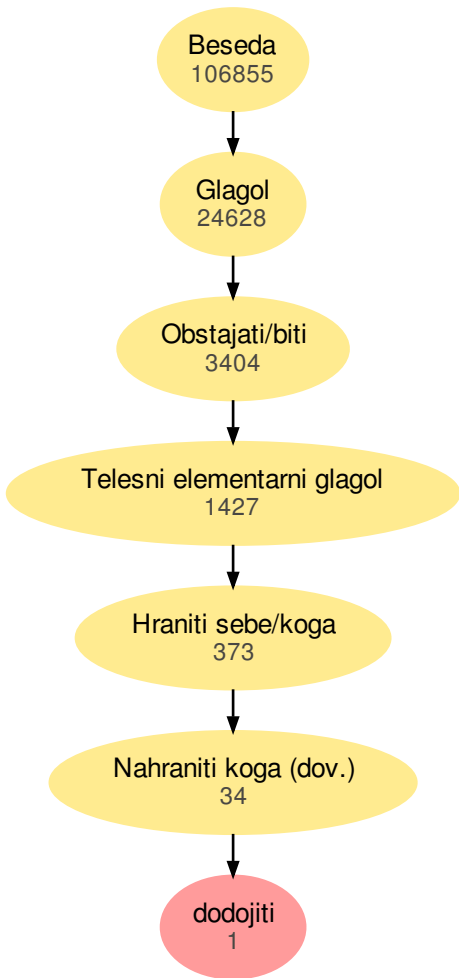 Beseda
106855
Glagol
24628
Obstajati/biti
3404
Telesni elementarni glagol
1427
Hraniti sebe/koga
373
Nahraniti koga (dov.)
34
dodojiti
1